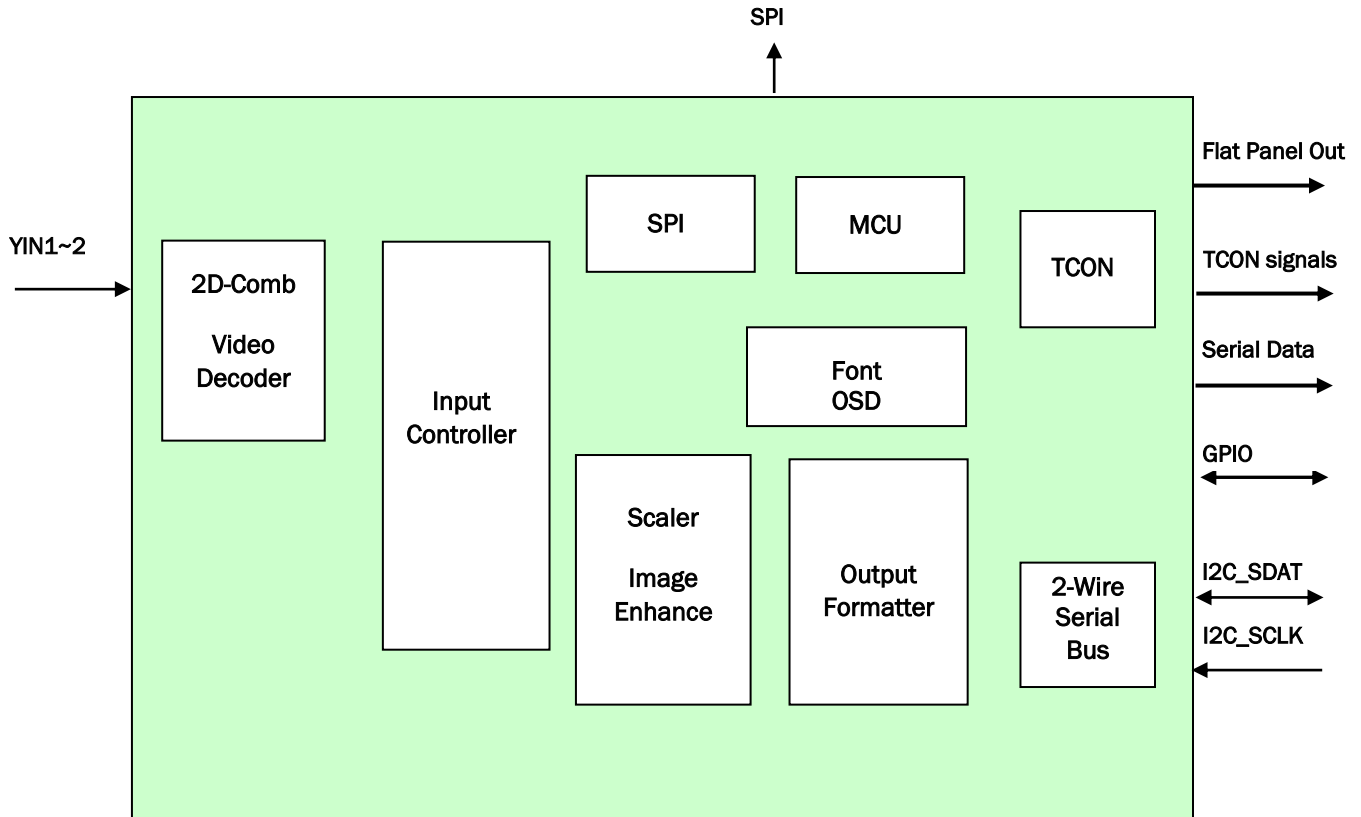 SPI
Flat Panel Out
SPI
MCU
YIN1~2
TCON signals
TCON
2D-Comb
Video
Decoder
Serial Data
Font
OSD
Input
Controller
GPIO
Scaler
Image
Enhance
Output
Formatter
I2C_SDAT
2-Wire
Serial
Bus
I2C_SCLK